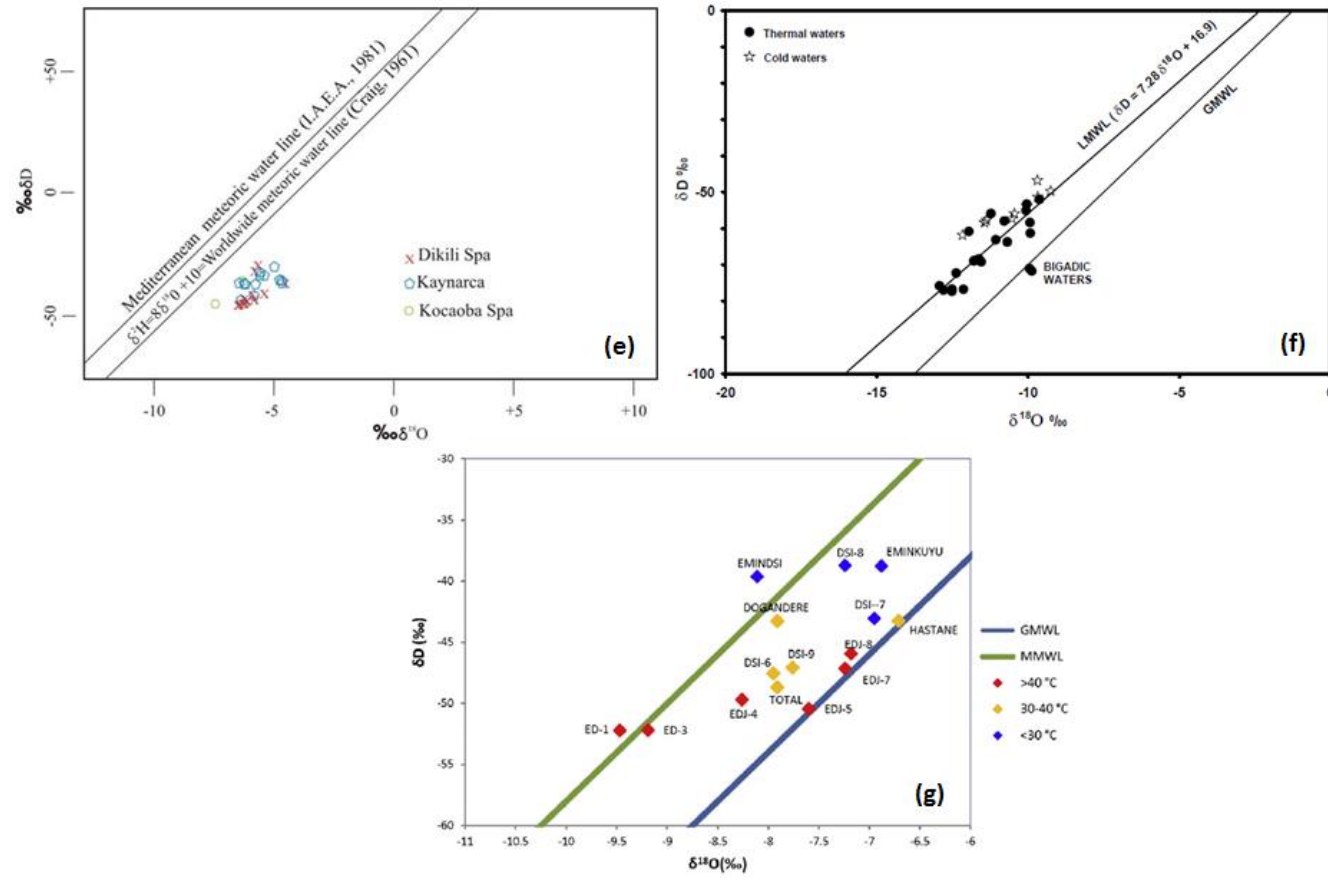 +50
0
-50
‰δD
Mediterranean meteoric water line (I.A.E.A., 1981)
δ²H=8δ¹⁸0 +10=Worldwide meteoric water line (Craig, 1961)
Dikili Spa
Kaynarca
Kocaoba Spa
(e)
-10
-5
0
+5
+10
‰δ¹⁸O
0
-50
-100
δ D ‰
Thermal waters
Cold waters
LMWL ( δD = 7.28 δ¹⁸O + 16.9)
GMWL
BIGADIC
WATERS
(f)
-20
-15
-10
-5
0
δ¹⁸O ‰
-30
-35
-40
-45
-50
-55
-60
δD (‰)
EMINDSI
DSI-8
EMINKUYU
DOGANDERE
DSI--7
HASTANE
DSI-6
DSI-9
EDJ-8
EDJ-7
TOTAL
EDJ-4
EDJ-5
ED-1
ED-3
(g)
GMWL
MMWL
>40 °C
30-40 °C
<30 °C
-11
-10.5
-10
-9.5
-9
-8.5
-8
-7.5
-7
-6.5
-6
δ¹⁸O(‰)